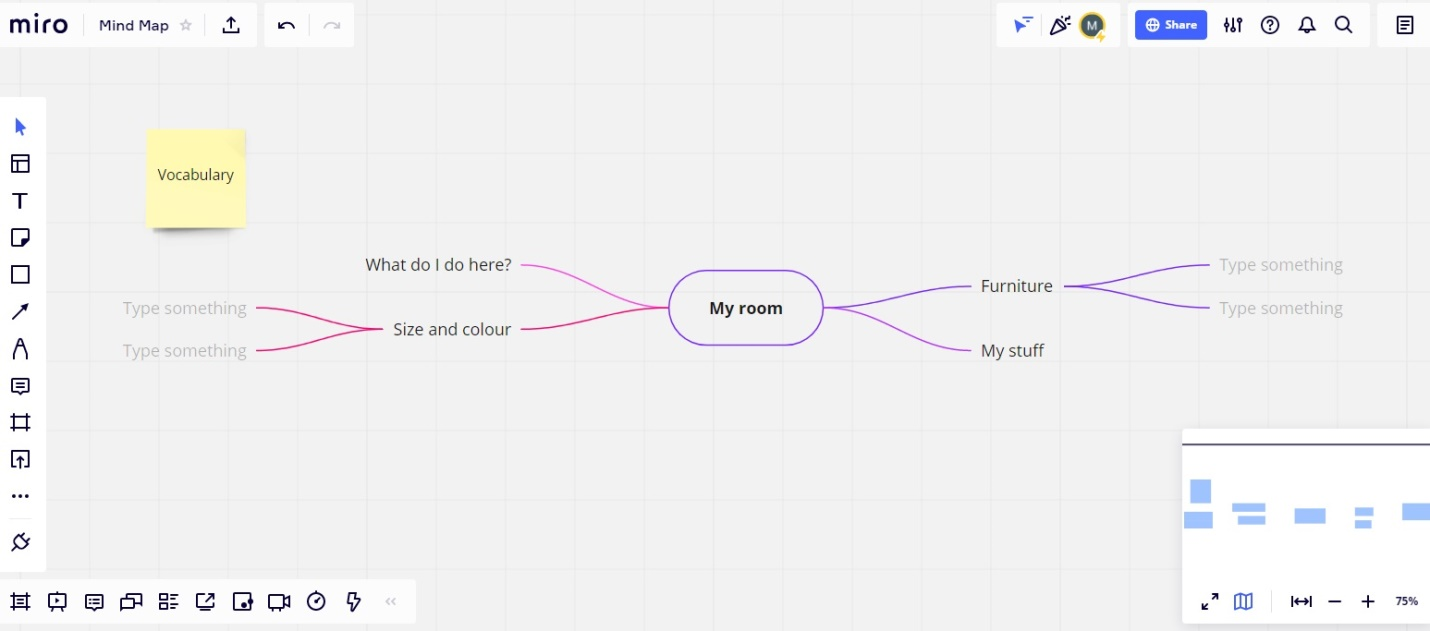 miro
Mind Map
M
Share
Vocabulary
What do I do here?
Type something
Size and colour
Type something
My room
Furniture
Type something
Type something
My stuff
75%